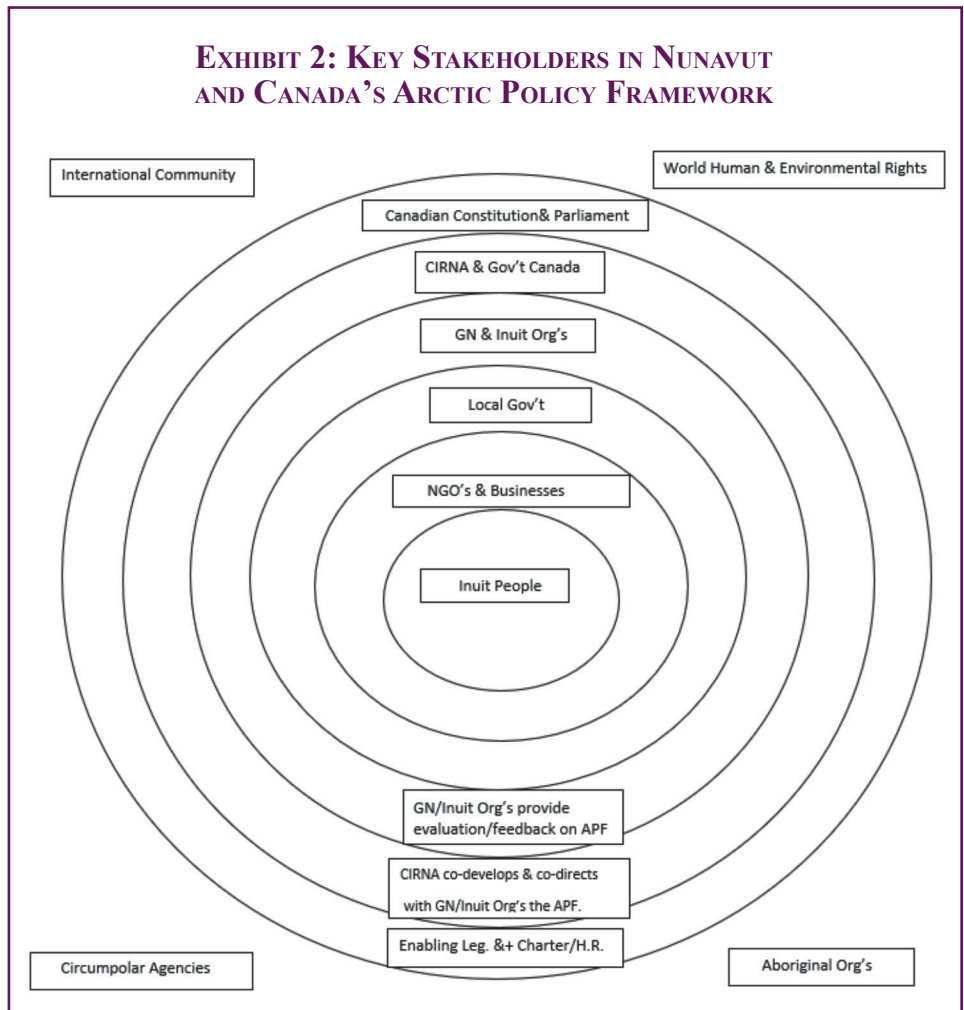 EXHIBIT 2: KEY STAKEHOLDERS IN NUNAVUT
AND CANADA'S ARCTIC POLICY FRAMEWORK
International Community
World Human & Environmental Rights
Canadian Constitution& Parliament
CIRNA & Gov't Canada
GN & Inuit Org's
Local Gov't
NGO's & Businesses
Inuit People
GN/Inuit Org's provide
evaluation/feedback on APF
CIRNA co-develops & co-directs
with GN/Inuit Org's the APF.
Enabling Leg. &+ Charter/H.R.
Circumpolar Agencies
Aboriginal Org's